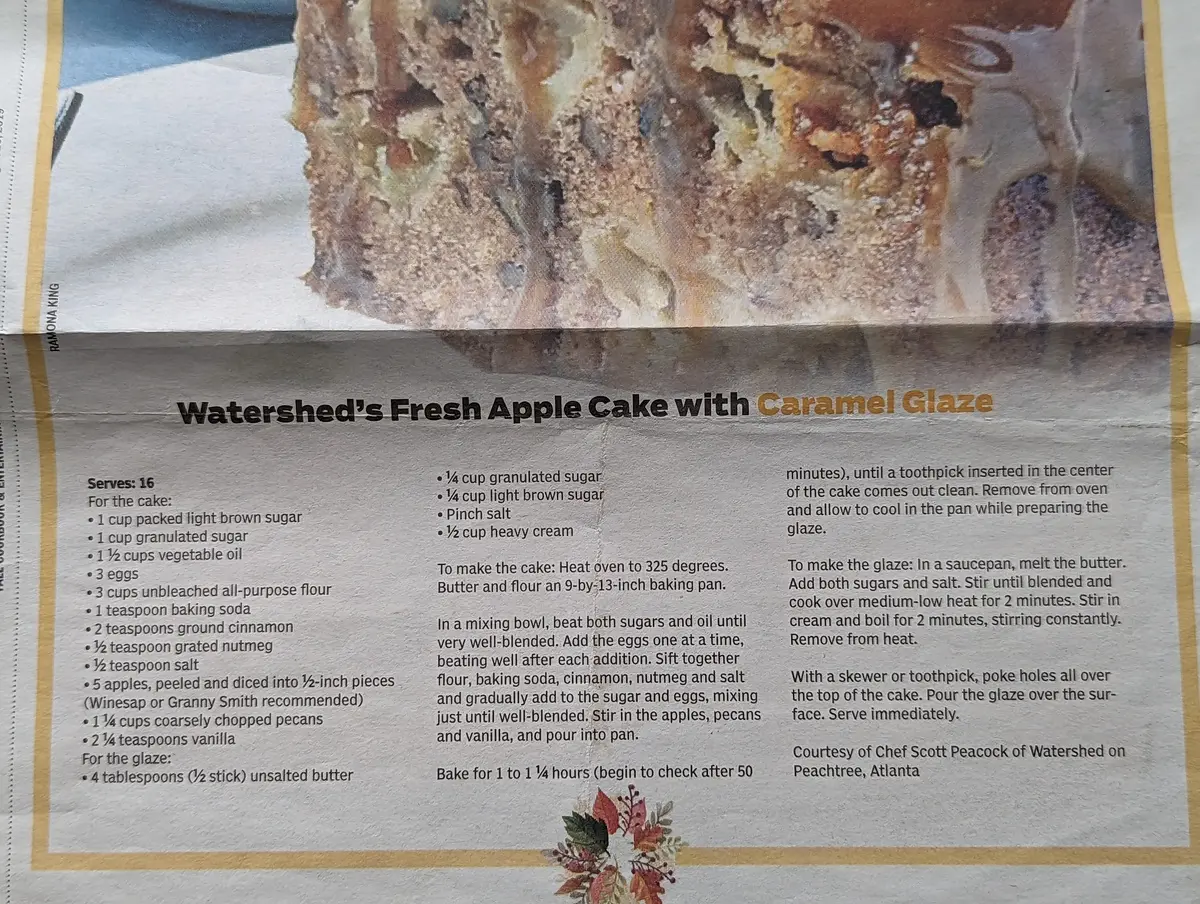 RAMONA KING
Watershed's Fresh Apple Cake with Caramel Glaze
Serves: 16
For the cake:
• 1 cup packed light brown sugar
• 1 cup granulated sugar
• 1 ½ cups vegetable oil
• 3 eggs
• 3 cups unbleached all-purpose flour
• 1 teaspoon baking soda
• 2 teaspoons ground cinnamon
• ½ teaspoon grated nutmeg
• ½ teaspoon salt
• 5 apples, peeled and diced into ½-inch pieces
(Winesap or Granny Smith recommended)
• 1 ¼ cups coarsely chopped pecans
• 2 ¼ teaspoons vanilla
For the glaze:
• 4 tablespoons (½ stick) unsalted butter
• ¼ cup granulated sugar
• ¼ cup light brown sugar
• Pinch salt
• ½ cup heavy cream
To make the cake: Heat oven to 325 degrees.
Butter and flour an 9-by-13-inch baking pan.
In a mixing bowl, beat both sugars and oil until
very well-blended. Add the eggs one at a time,
beating well after each addition. Sift together
flour, baking soda, cinnamon, nutmeg and salt
and gradually add to the sugar and eggs, mixing
just until well-blended. Stir in the apples, pecans
and vanilla, and pour into pan.
Bake for 1 to 1 ¼ hours (begin to check after 50
minutes), until a toothpick inserted in the center
of the cake comes out clean. Remove from oven
and allow to cool in the pan while preparing the
glaze.
To make the glaze: In a saucepan, melt the butter.
Add both sugars and salt. Stir until blended and
cook over medium-low heat for 2 minutes. Stir in
cream and boil for 2 minutes, stirring constantly.
Remove from heat.
With a skewer or toothpick, poke holes all over
the top of the cake. Pour the glaze over the sur-
face. Serve immediately.
Courtesy of Chef Scott Peacock of Watershed on
Peachtree, Atlanta